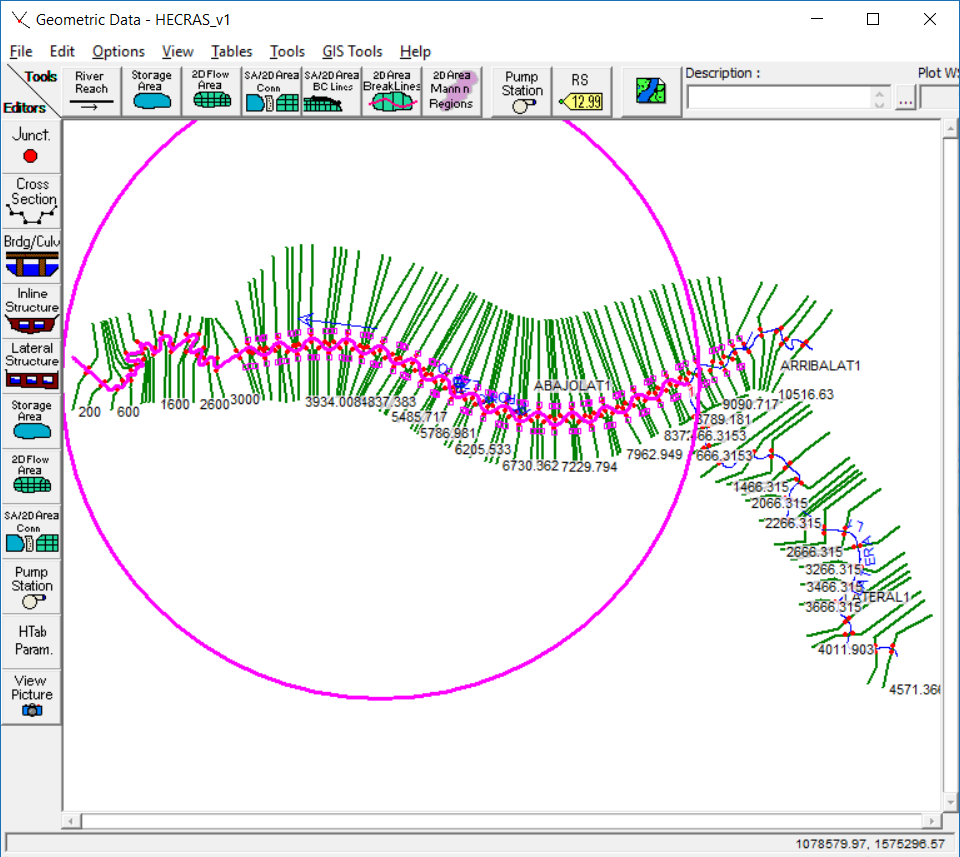 Geometric Data - HECRAS_v1
File Edit Options View Tables Tools GIS Tools Help
Tools
Editors
River Reach
Storage Area
2D Flow Area
SA/2D Area Conn
SA/2D Area BC Lines
2D Area BreakLines
2D Area Mann n Regions
Pump Station
RS
12.99
Description :
Plot WS
...
Junct.
Cross Section
Brdg/Culv
Inline Structure
Lateral Structure
Storage Area
2D Flow Area
SA/2D Area Conn
Pump Station
HTab Param.
View Picture
ARRIBALAT1
ABAJOLAT1
200
600
1600
2600
3000
3934.008
4837.383
5485.717
5786.981
6205.533
6730.362
7229.794
7962.949
8789.181
9090.717
10516.63
666.3153
1466.315
2066.315
2266.315
2666.315
3266.315
3466.315
LATERAL1
3666.315
4011.903
4571.366
1078579.97, 1575296.57